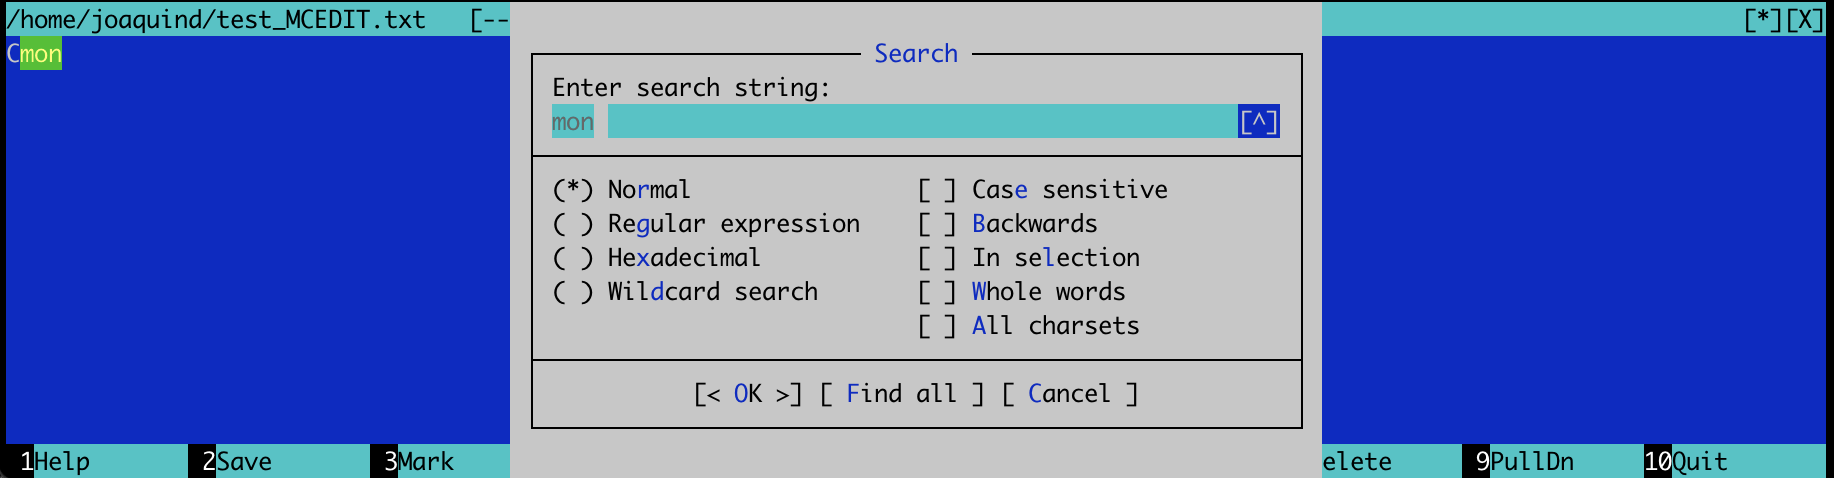 /home/joaquind/test_MCEDIT.txt [-- [*][X]
Cmon
Search
Enter search string:
mon [^]
(*) Normal [ ] Case sensitive
( ) Regular expression [ ] Backwards
( ) Hexadecimal [ ] In selection
( ) Wildcard search [ ] Whole words
[ ] All charsets
[< OK >] [ Find all ] [ Cancel ]
1Help 2Save 3Mark elete 9PullDn 10Quit